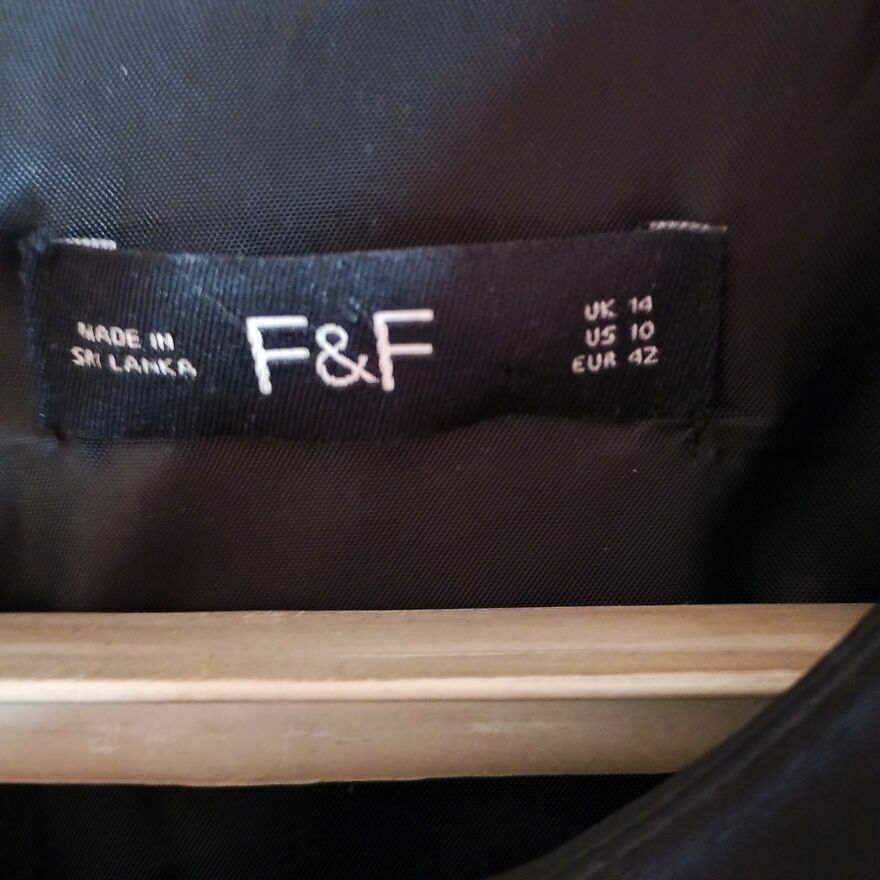 MADE IN
SRI LANKA
F&F
UK 14
US 10
EUR 42